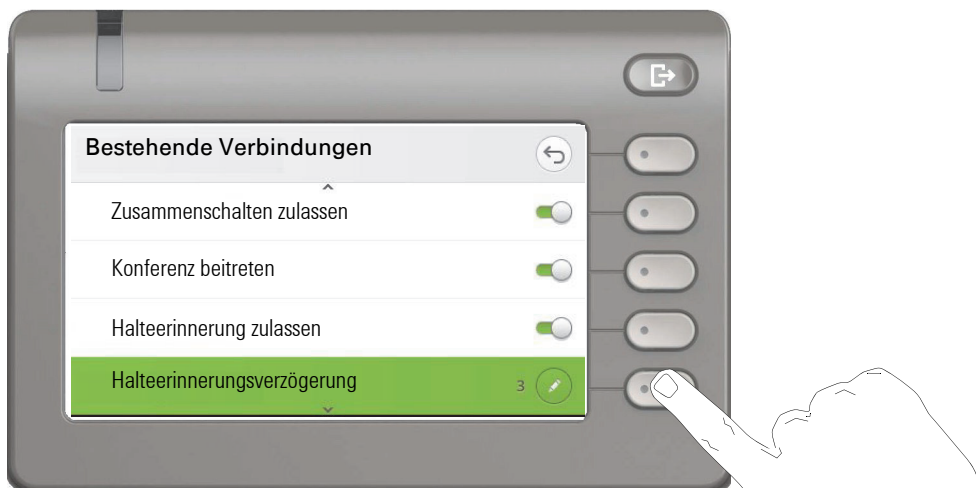 Bestehende Verbindungen
Zusammenschalten zulassen
Konferenz beitreten
Halteerinnerung zulassen
Halteerinnerungsverzögerung 3